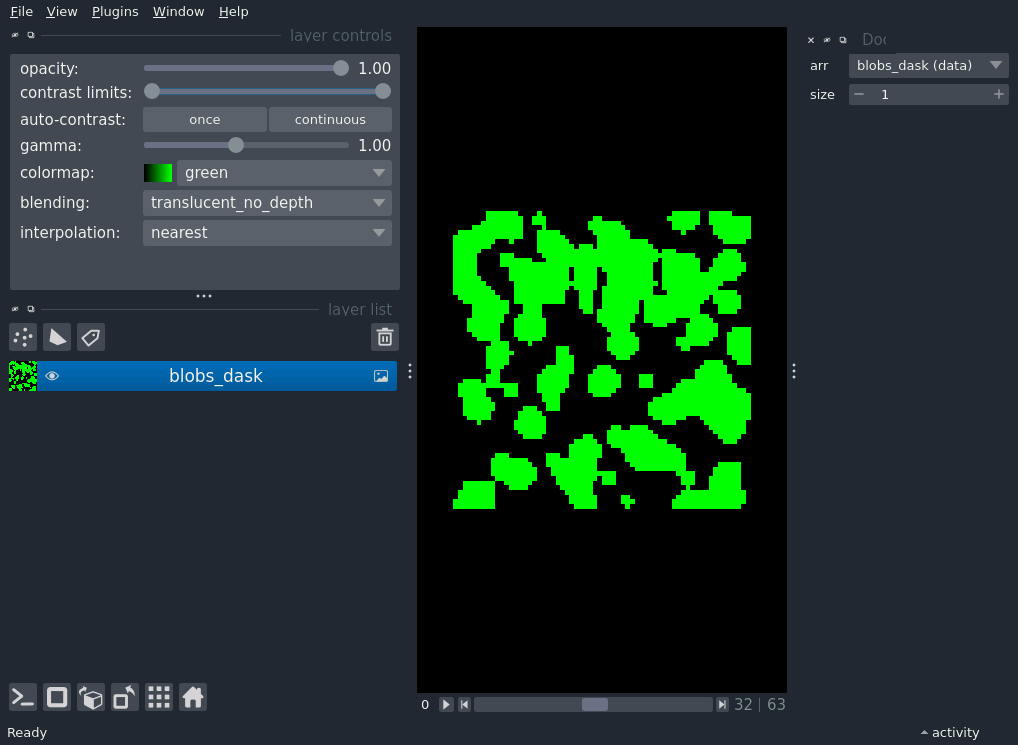 File View Plugins Window Help
layer controls
opacity: 1.00
contrast limits:
auto-contrast: once continuous
gamma: 1.00
colormap: green
blending: translucent_no_depth
interpolation: nearest
layer list
blobs_dask
0 32 | 63
Ready
arr blobs_dask (data)
size 1
activity